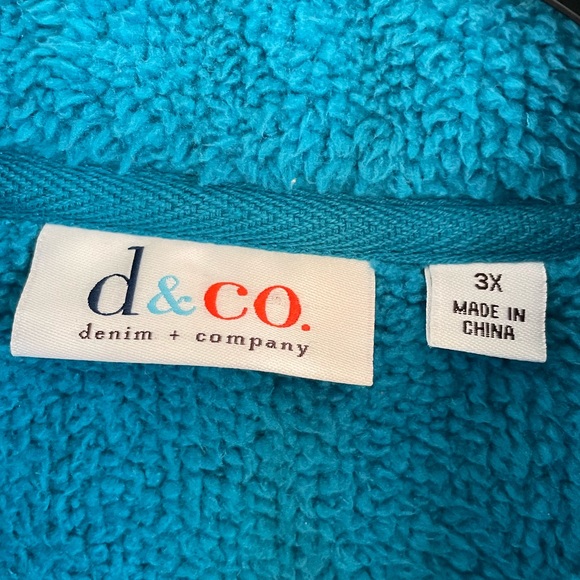 d&co.
denim + company
3X
MADE IN
CHINA